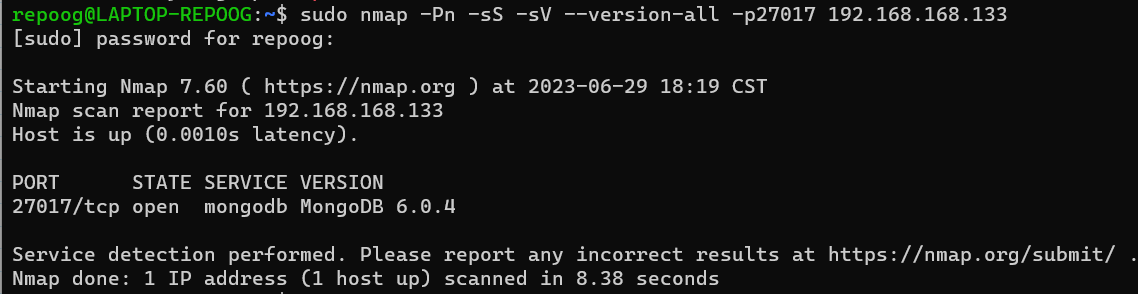 repoog@LAPTOP-REPOOG:~$ sudo nmap -Pn -sS -sV --version-all -p27017 192.168.168.133
[sudo] password for repoog:
Starting Nmap 7.60 ( https://nmap.org ) at 2023-06-29 18:19 CST
Nmap scan report for 192.168.168.133
Host is up (0.0010s latency).
PORT      STATE SERVICE VERSION
27017/tcp open  mongodb MongoDB 6.0.4
Service detection performed. Please report any incorrect results at https://nmap.org/submit/ .
Nmap done: 1 IP address (1 host up) scanned in 8.38 seconds